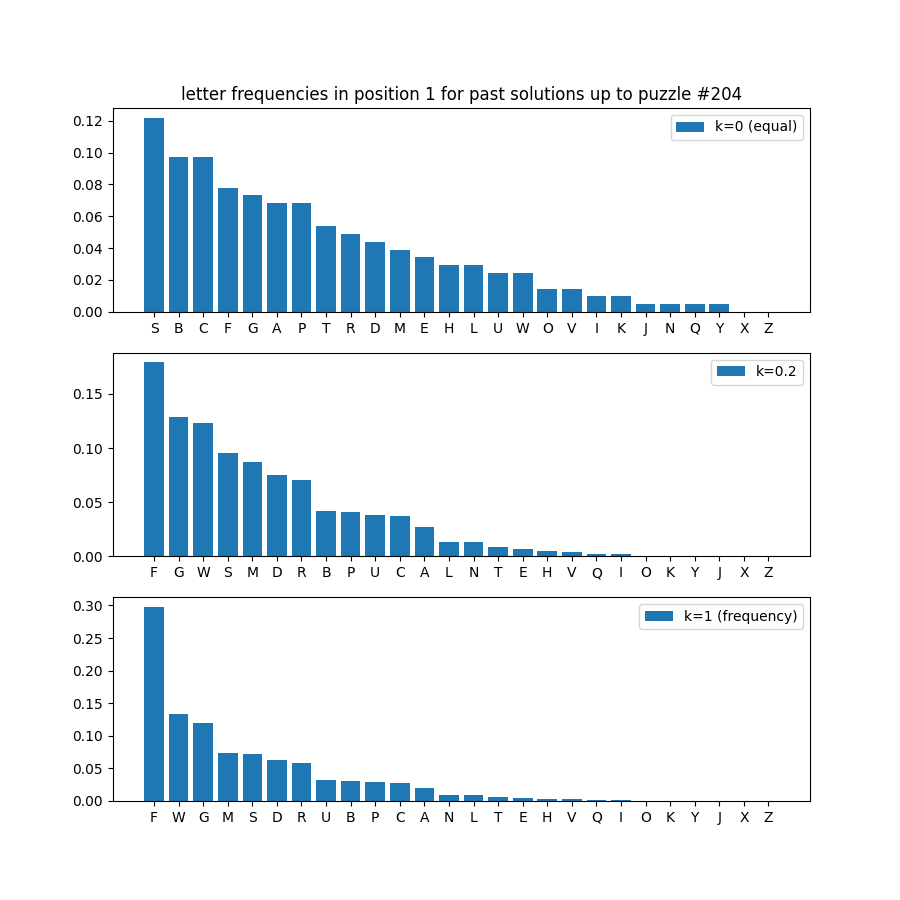 letter frequencies in position 1 for past solutions up to puzzle #204
k=0 (equal)
0.12
0.10
0.08
0.06
0.04
0.02
0.00
S B C F G A P T R D M E H L U W O V I K J N Q Y X Z
k=0.2
0.15
0.10
0.05
0.00
F G W S M D R B P U C A L N T E H V Q I O K Y J X Z
k=1 (frequency)
0.30
0.25
0.20
0.15
0.10
0.05
0.00
F W G M S D R U B P C A N L T E H V Q I O K Y J X Z